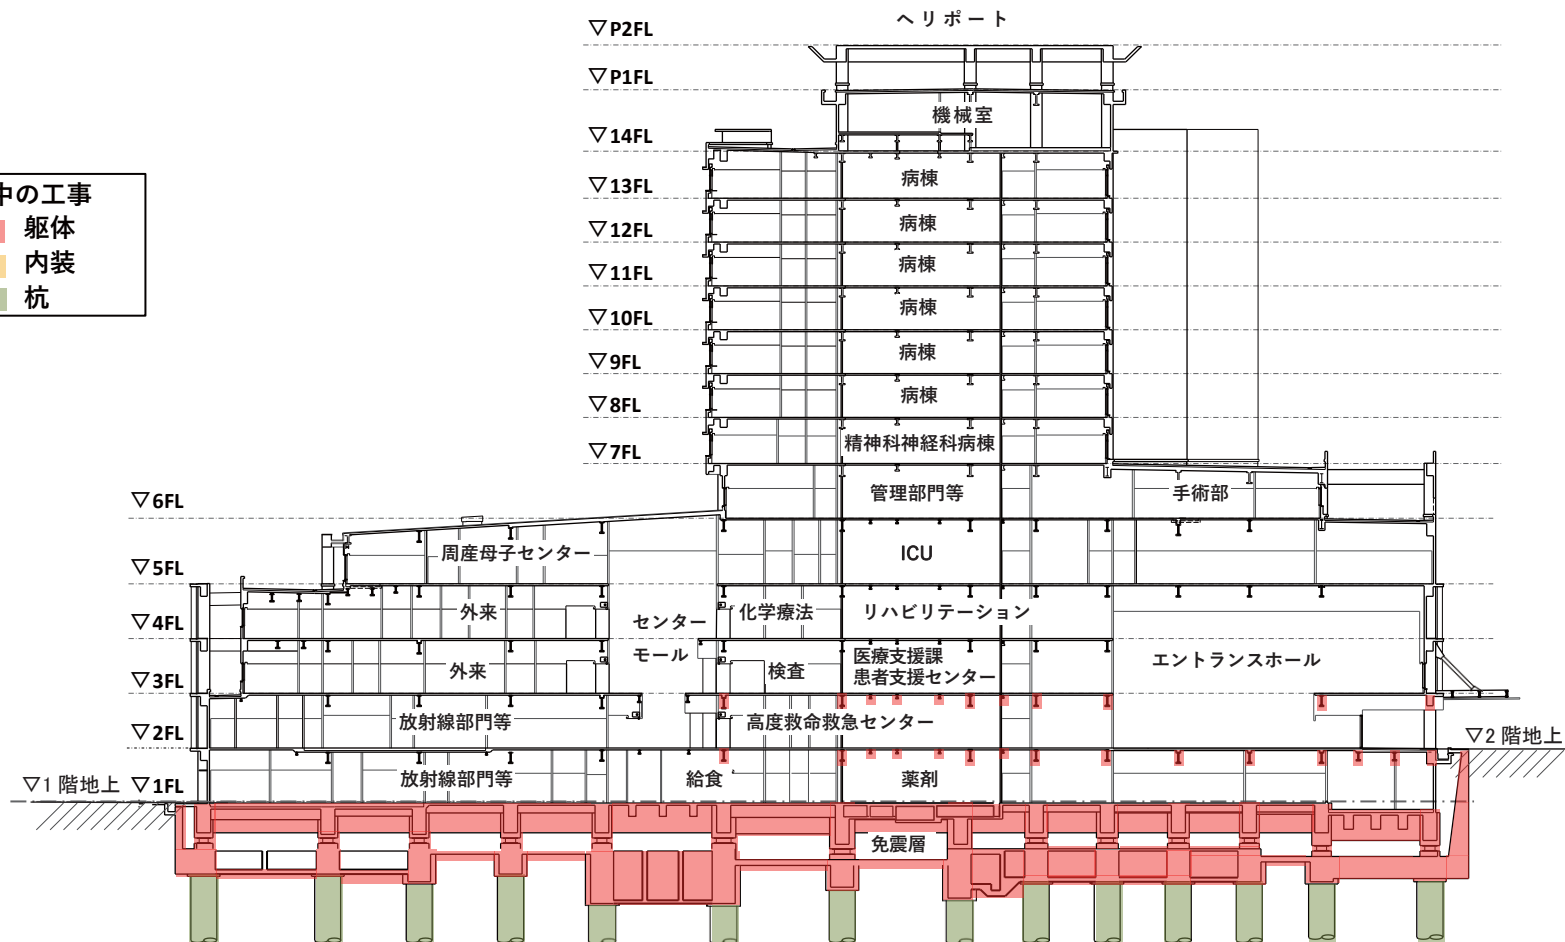 ヘリポート
▽P2FL
▽P1FL
機械室
▽14FL
中の工事
躯体
内装
杭
病棟
▽13FL
病棟
▽12FL
病棟
▽11FL
病棟
▽10FL
病棟
▽9FL
病棟
▽8FL
精神科神経科病棟
▽7FL
管理部門等
手術部
▽6FL
周産母子センター
ICU
▽5FL
外来
センター
モール
化学療法
リハビリテーション
▽4FL
外来
検査
医療支援課
患者支援センター
エントランスホール
▽3FL
放射線部門等
高度救命救急センター
▽2FL
▽2階地上
放射線部門等
給食
薬剤
▽1階地上
▽1FL
免震層